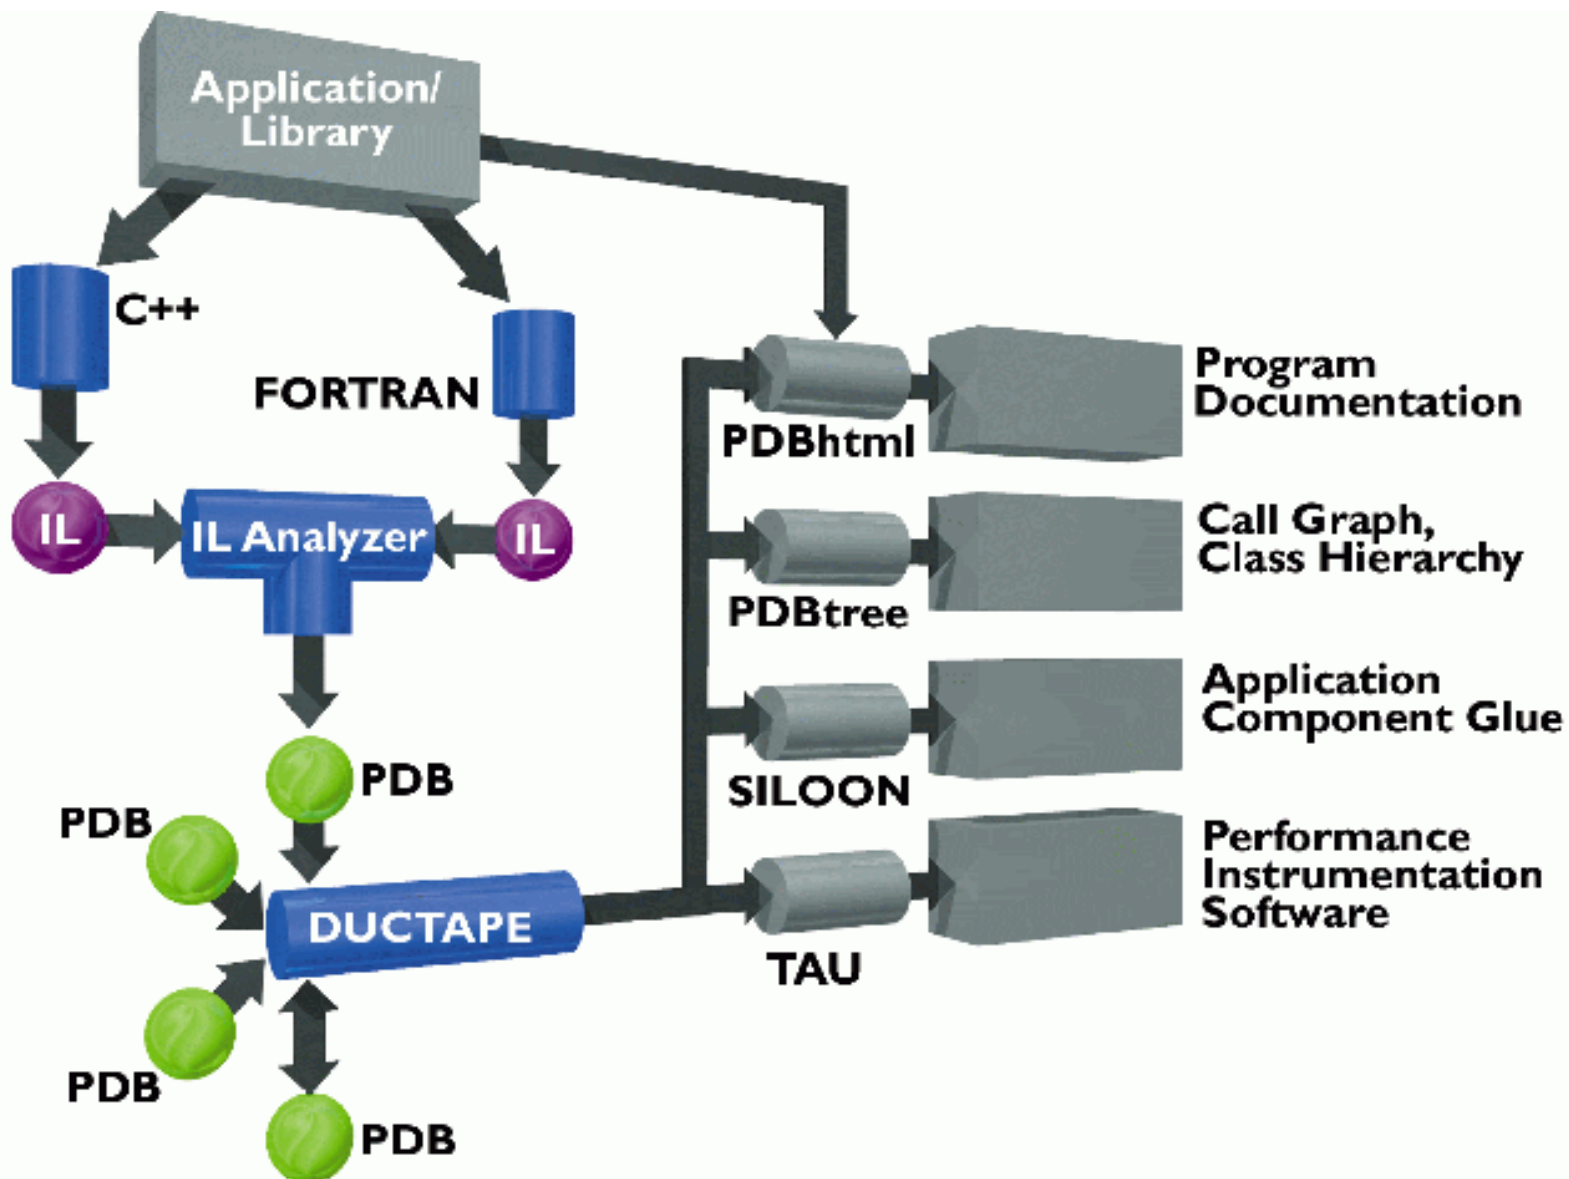 Application/
Library
C++
FORTRAN
IL
IL Analyzer
IL
PDB
PDB
DUCTAPE
PDB
PDB
PDBhtml
Program
Documentation
PDBtree
Call Graph,
Class Hierarchy
SILOON
Application
Component Glue
TAU
Performance
Instrumentation
Software